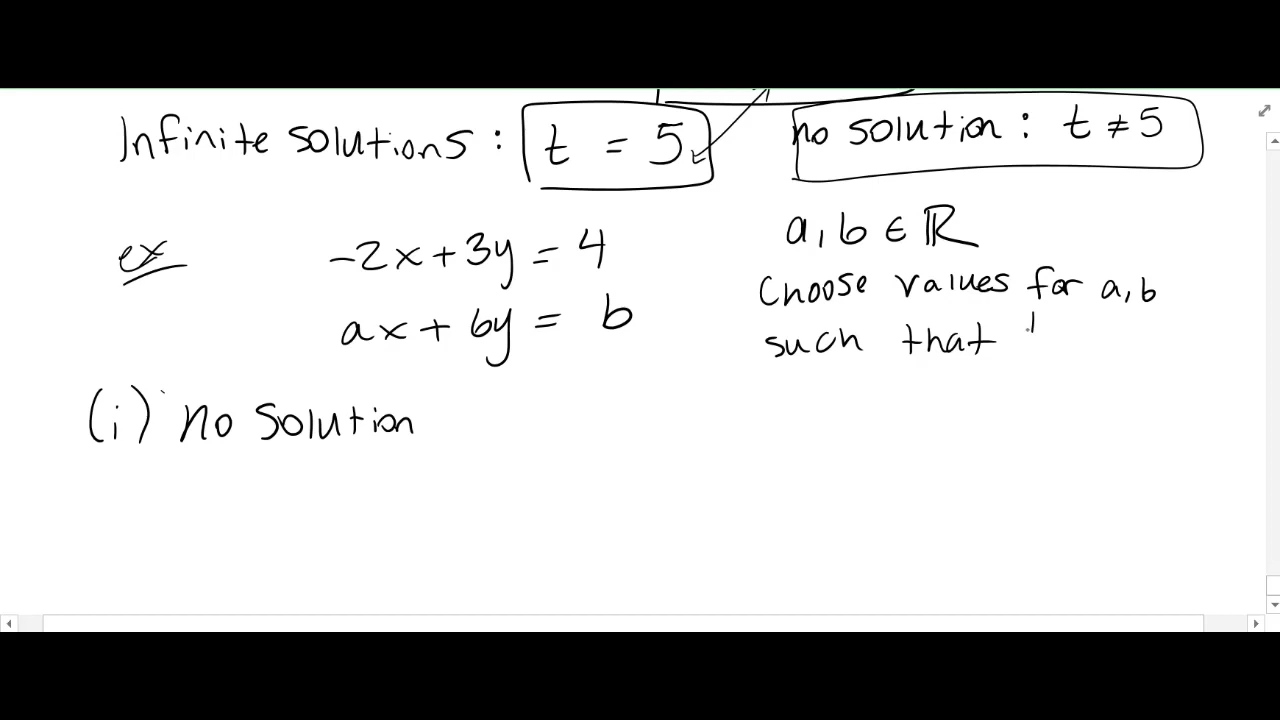 Infinite solutions : t = 5
no solution : t ≠ 5
ex
-2x + 3y = 4
ax + 6y = b
a, b ∈ ℝ
Choose values for a, b
such that
(i) no solution